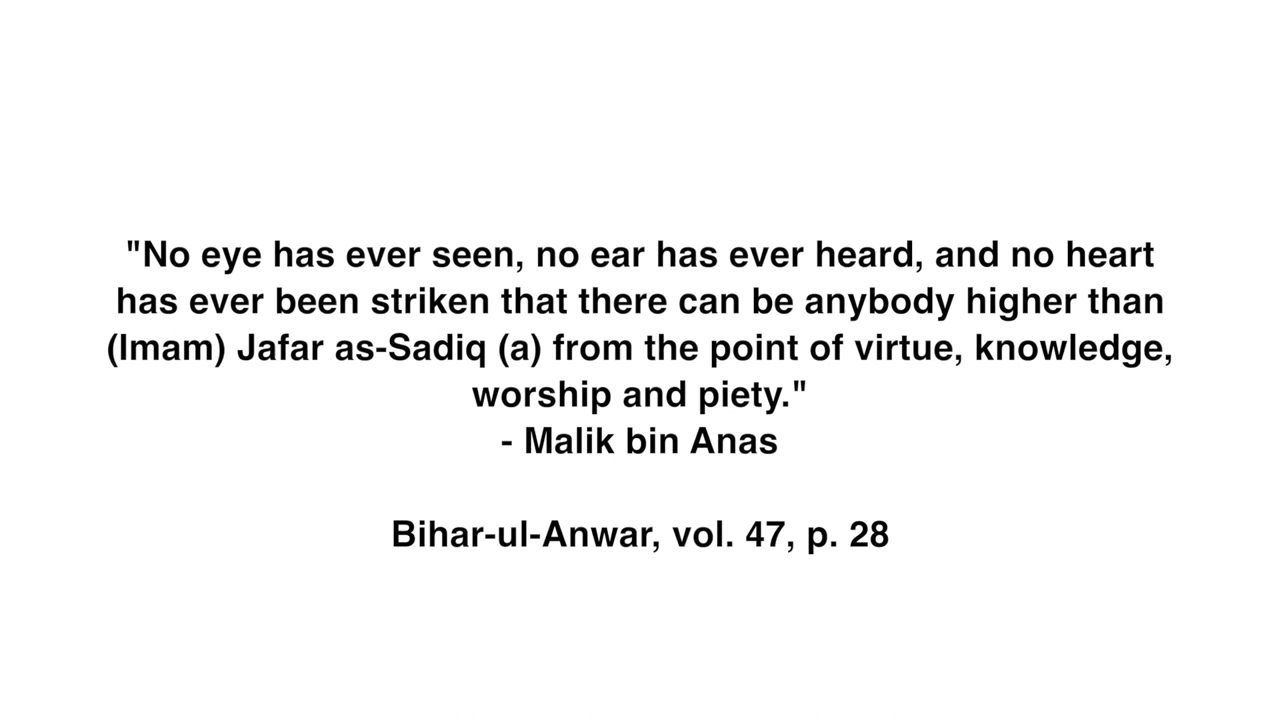 "No eye has ever seen, no ear has ever heard, and no heart
has ever been striken that there can be anybody higher than
(Imam) Jafar as-Sadiq (a) from the point of virtue, knowledge,
worship and piety."
- Malik bin Anas
Bihar-ul-Anwar, vol. 47, p. 28